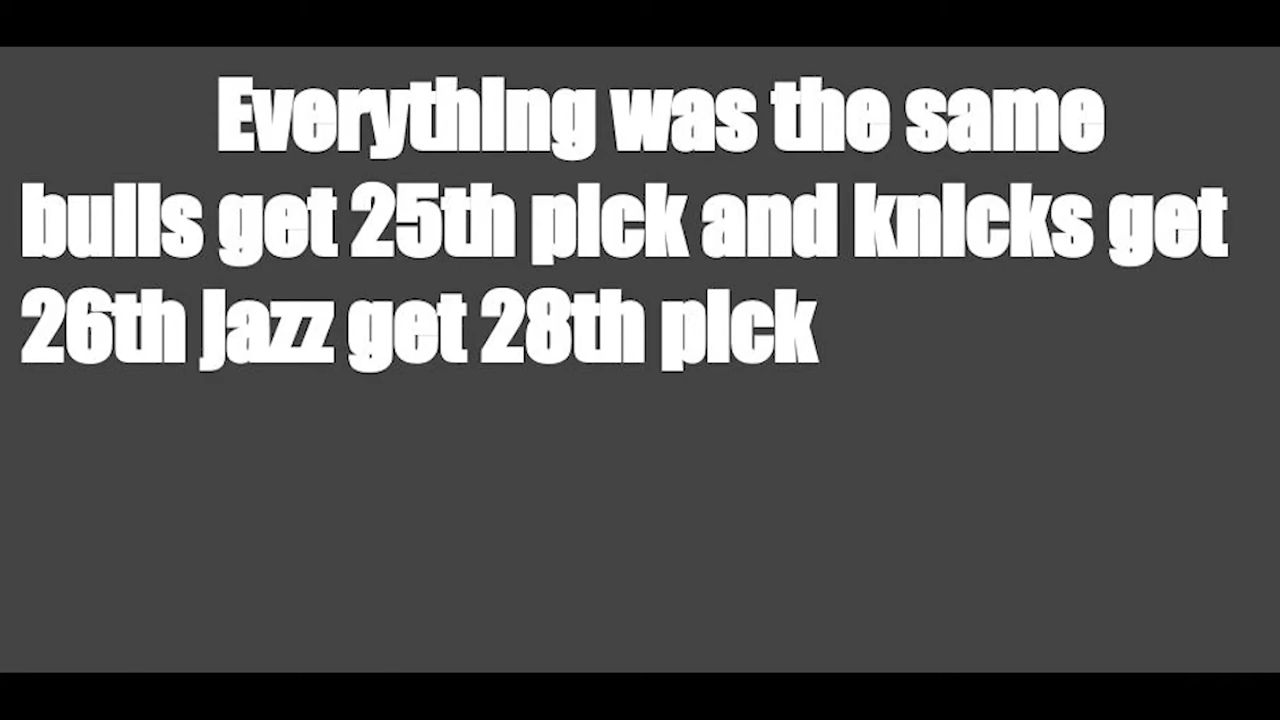 Everything was the same
bulls get 25th pick and knicks get
26th jazz get 28th pick